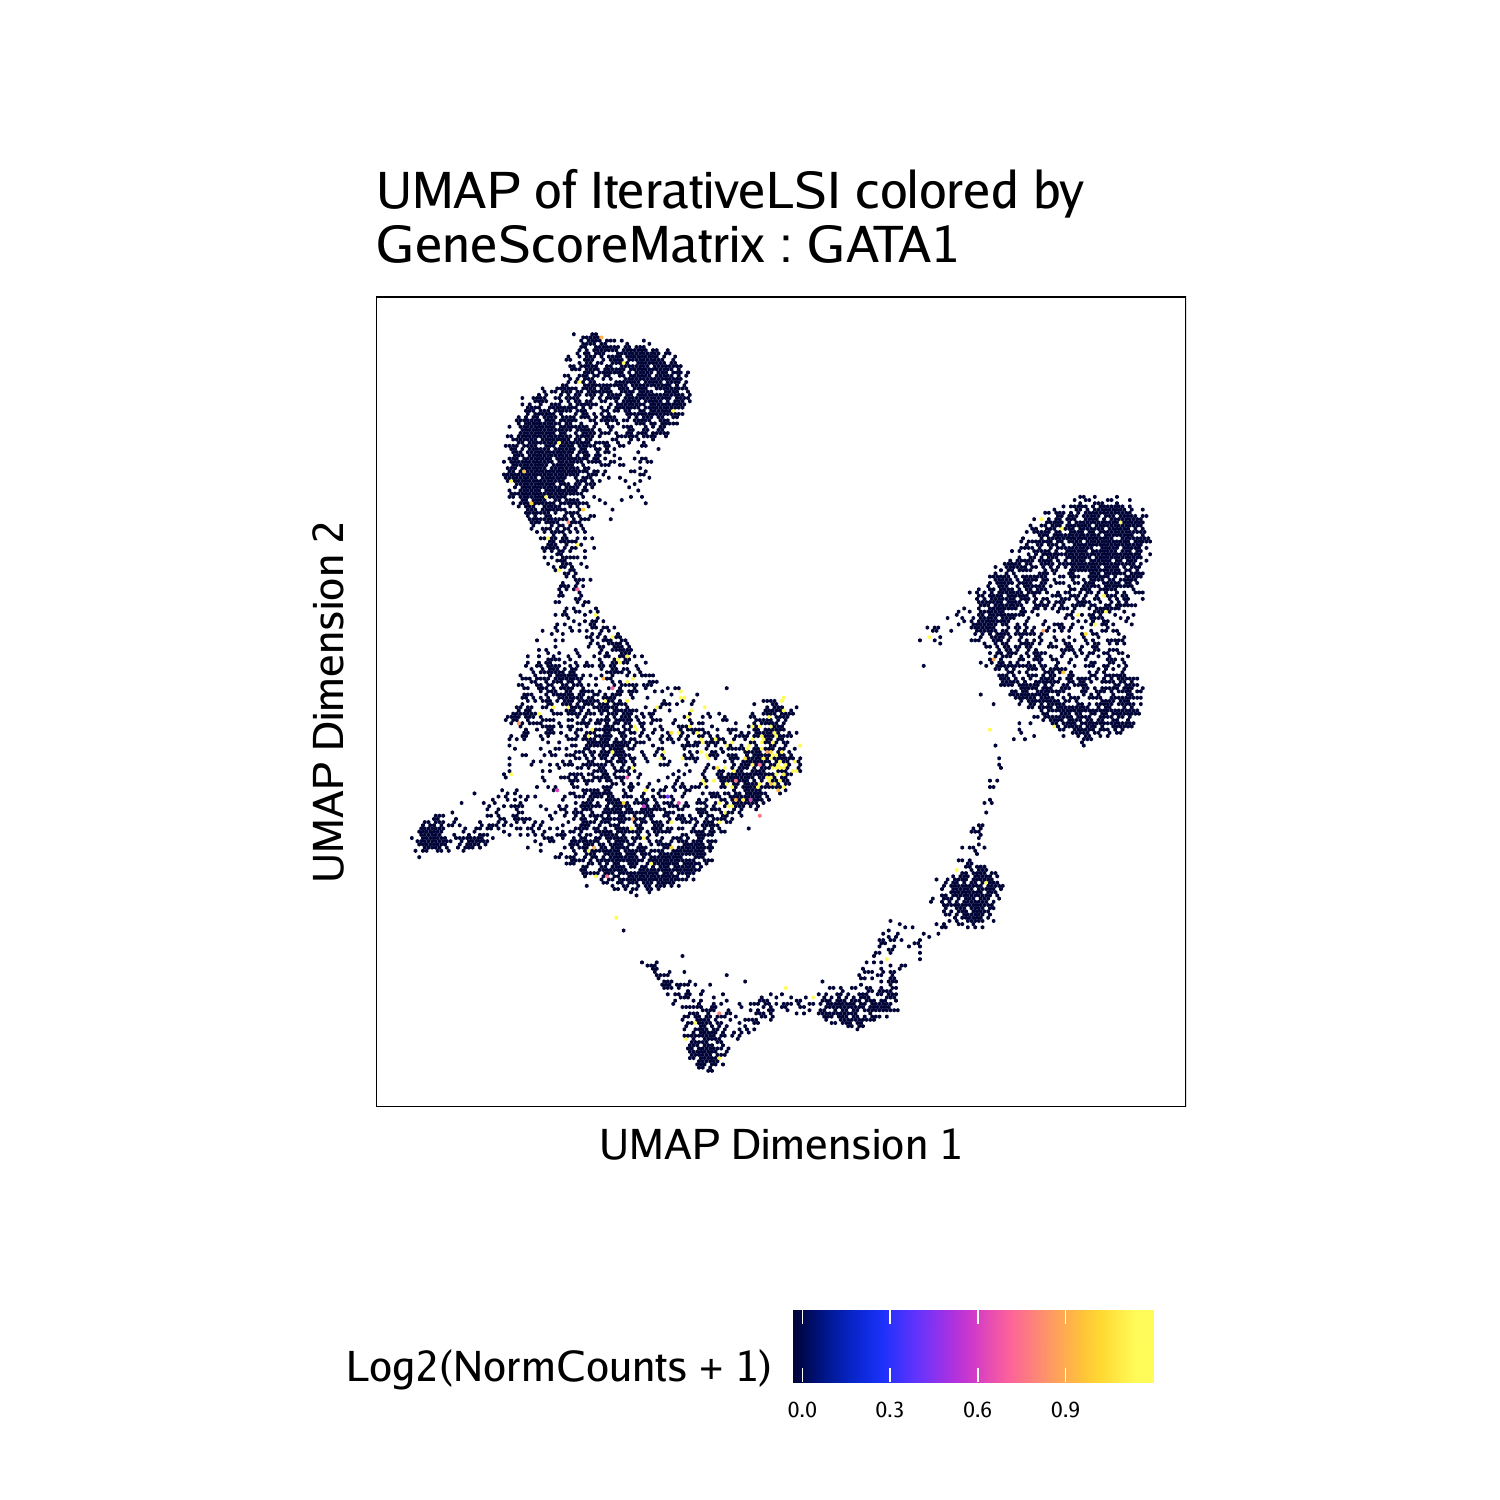 UMAP of IterativeLSI colored by
GeneScoreMatrix : GATA1
UMAP Dimension 2
UMAP Dimension 1
Log2(NormCounts + 1)
0.0 0.3 0.6 0.9